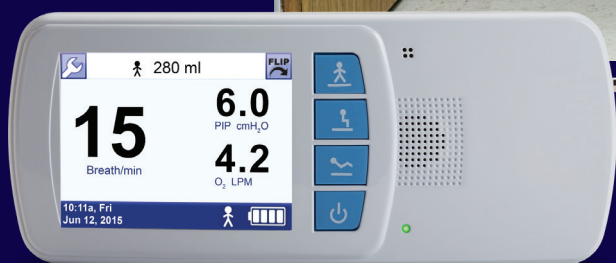 280 ml
FLIP
15
Breath/min
6.0
PIP cmH₂O
4.2
O₂ LPM
10:11a, Fri
Jun 12, 2015